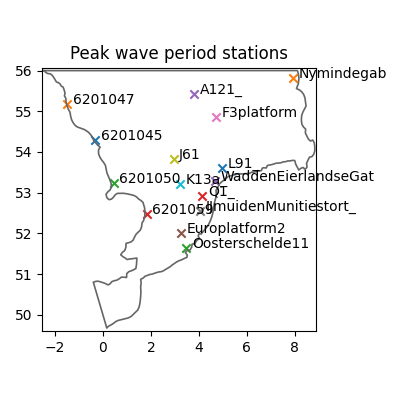 Peak wave period stations
56
55
54
53
52
51
50
Nymindegab
A121_
6201047
F3platform
6201045
J61
L91_
6201050
K13a
WaddenEierlandseGat
Q1_
6201059
IJmuidenMunitiestort_
Europlatform2
Oosterschelde11
−2 0 2 4 6 8